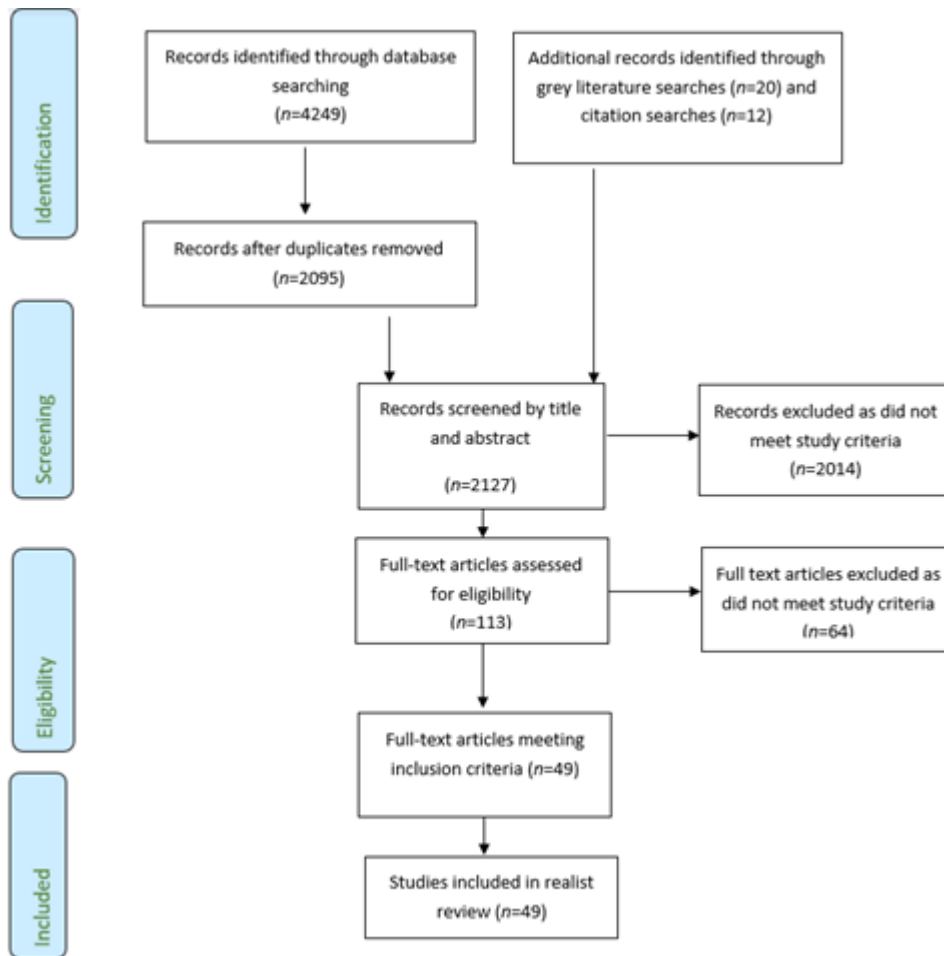 Identification
Records identified through database
searching
(n=4249)
Additional records identified through
grey literature searches (n=20) and
citation searches (n=12)
Records after duplicates removed
(n=2095)
Screening
Records screened by title
and abstract
(n=2127)
Records excluded as did not
meet study criteria
(n=2014)
Eligibility
Full-text articles assessed
for eligibility
(n=113)
Full text articles excluded as
did not meet study criteria
(n=64)
Full-text articles meeting
inclusion criteria (n=49)
Included
Studies included in realist
review (n=49)